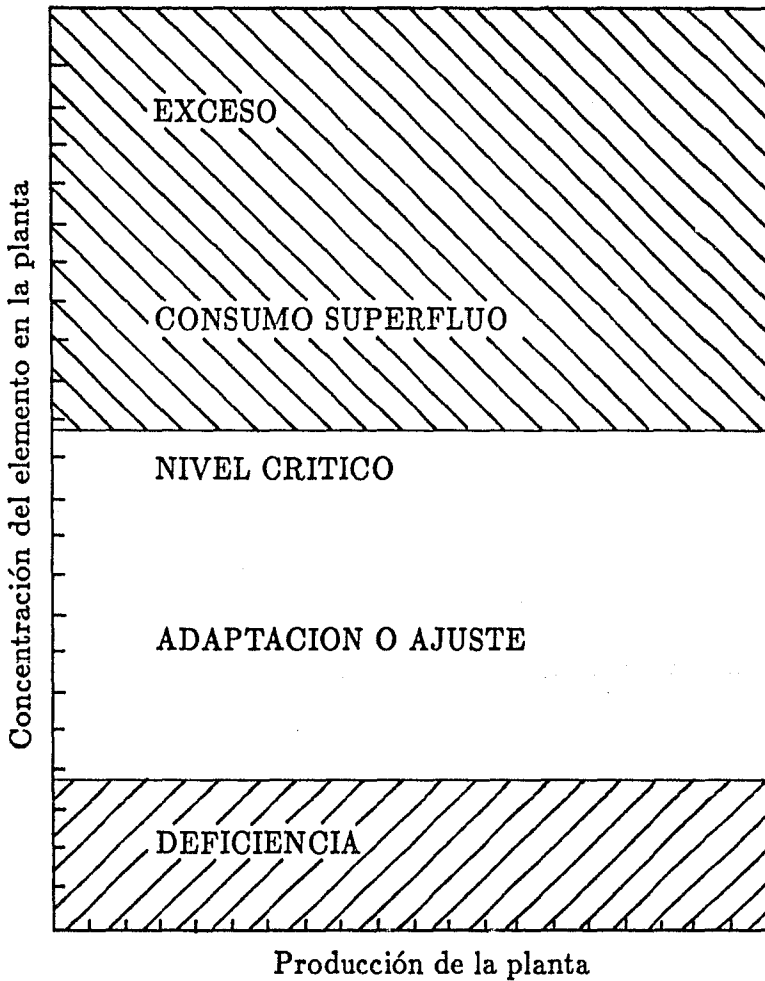 EXCESO
CONSUMO SUPERFLUO
NIVEL CRITICO
ADAPTACION O AJUSTE
DEFICIENCIA
Concentración del elemento en la planta
Producción de la planta